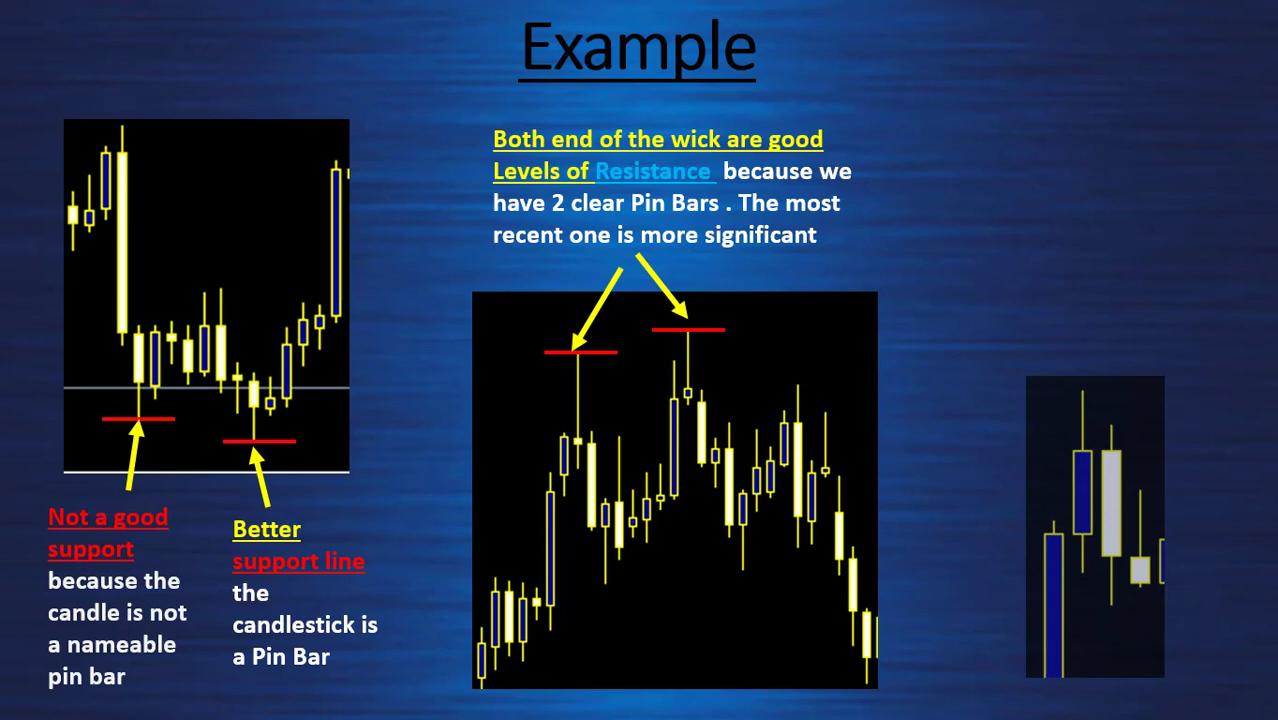 Example
Both end of the wick are good
Levels of Resistance because we
have 2 clear Pin Bars . The most
recent one is more significant
Not a good
support
because the
candle is not
a nameable
pin bar
Better
support line
the
candlestick is
a Pin Bar